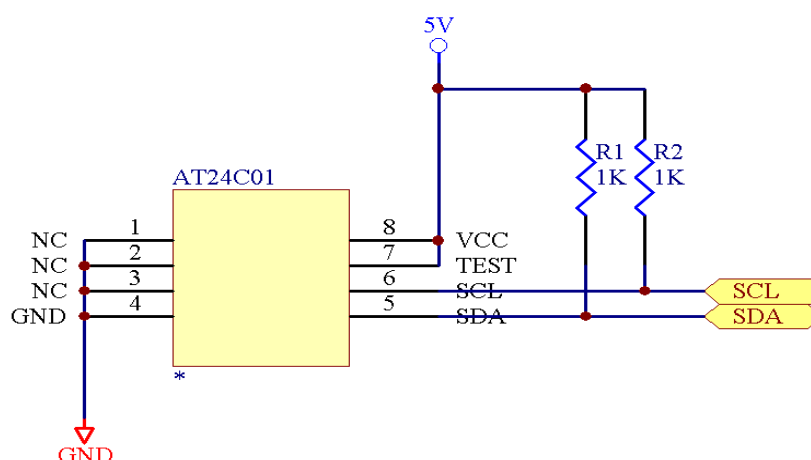 5V
R1
1K
R2
1K
AT24C01
NC 1
NC 2
NC 3
GND 4
8 VCC
7 TEST
6 SCL
5 SDA
SCL
SDA
*
GND